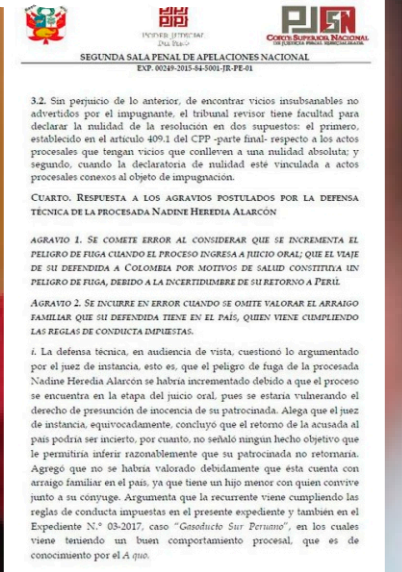 PODER JUDICIAL
DEL PERÚ
PJ
CORTE SUPERIOR NACIONAL
DE JUSTICIA PENAL ESPECIALIZADA
SEGUNDA SALA PENAL DE APELACIONES NACIONAL
EXP. 00249-2015-84-5001-JR-PE-01
3.2. Sin perjuicio de lo anterior, de encontrar vicios insubsanables no
advertidos por el impugnante, el tribunal revisor tiene facultad para
declarar la nulidad de la resolución en dos supuestos: el primero,
establecido en el artículo 409.1 del CPP -parte final- respecto a los actos
procesales que tengan vicios que conlleven a una nulidad absoluta; y
segundo, cuando la declaratoria de nulidad esté vinculada a actos
procesales conexos al objeto de impugnación.
CUARTO. RESPUESTA A LOS AGRAVIOS POSTULADOS POR LA DEFENSA
TÉCNICA DE LA PROCESADA NADINE HEREDIA ALARCÓN
AGRAVIO 1. SE COMETE ERROR AL CONSIDERAR QUE SE INCREMENTA EL
PELIGRO DE FUGA CUANDO EL PROCESO INGRESA A JUICIO ORAL; QUE EL VIAJE
DE SU DEFENDIDA A COLOMBIA POR MOTIVOS DE SALUD CONSTITUYA UN
PELIGRO DE FUGA, DEBIDO A LA INCERTIDUMBRE DE SU RETORNO A PERÚ.
AGRAVIO 2. SE INCURRE EN ERROR CUANDO SE OMITE VALORAR EL ARRAIGO
FAMILIAR QUE SU DEFENDIDA TIENE EN EL PAÍS, QUIEN VIENE CUMPLIENDO
LAS REGLAS DE CONDUCTA IMPUESTAS.
i. La defensa técnica, en audiencia de vista, cuestionó lo argumentado
por el juez de instancia, esto es, que el peligro de fuga de la procesada
Nadine Heredia Alarcón se habría incrementado debido a que el proceso
se encuentra en la etapa del juicio oral, pues se estaría vulnerando el
derecho de presunción de inocencia de su patrocinada. Alega que el juez
de instancia, equivocadamente, concluyó que el retorno de la acusada al
país podría ser incierto, por cuanto, no señaló ningún hecho objetivo que
le permitiría inferir razonablemente que su patrocinada no retornaría.
Agregó que no se habría valorado debidamente que ésta cuenta con
arraigo familiar en el país, ya que tiene un hijo menor con quien convive
junto a su cónyuge. Argumenta que la recurrente viene cumpliendo las
reglas de conducta impuestas en el presente expediente y también en el
Expediente N.° 03-2017, caso "Gasoducto Sur Peruano", en los cuales
viene teniendo un buen comportamiento procesal, que es de
conocimiento por el A quo.